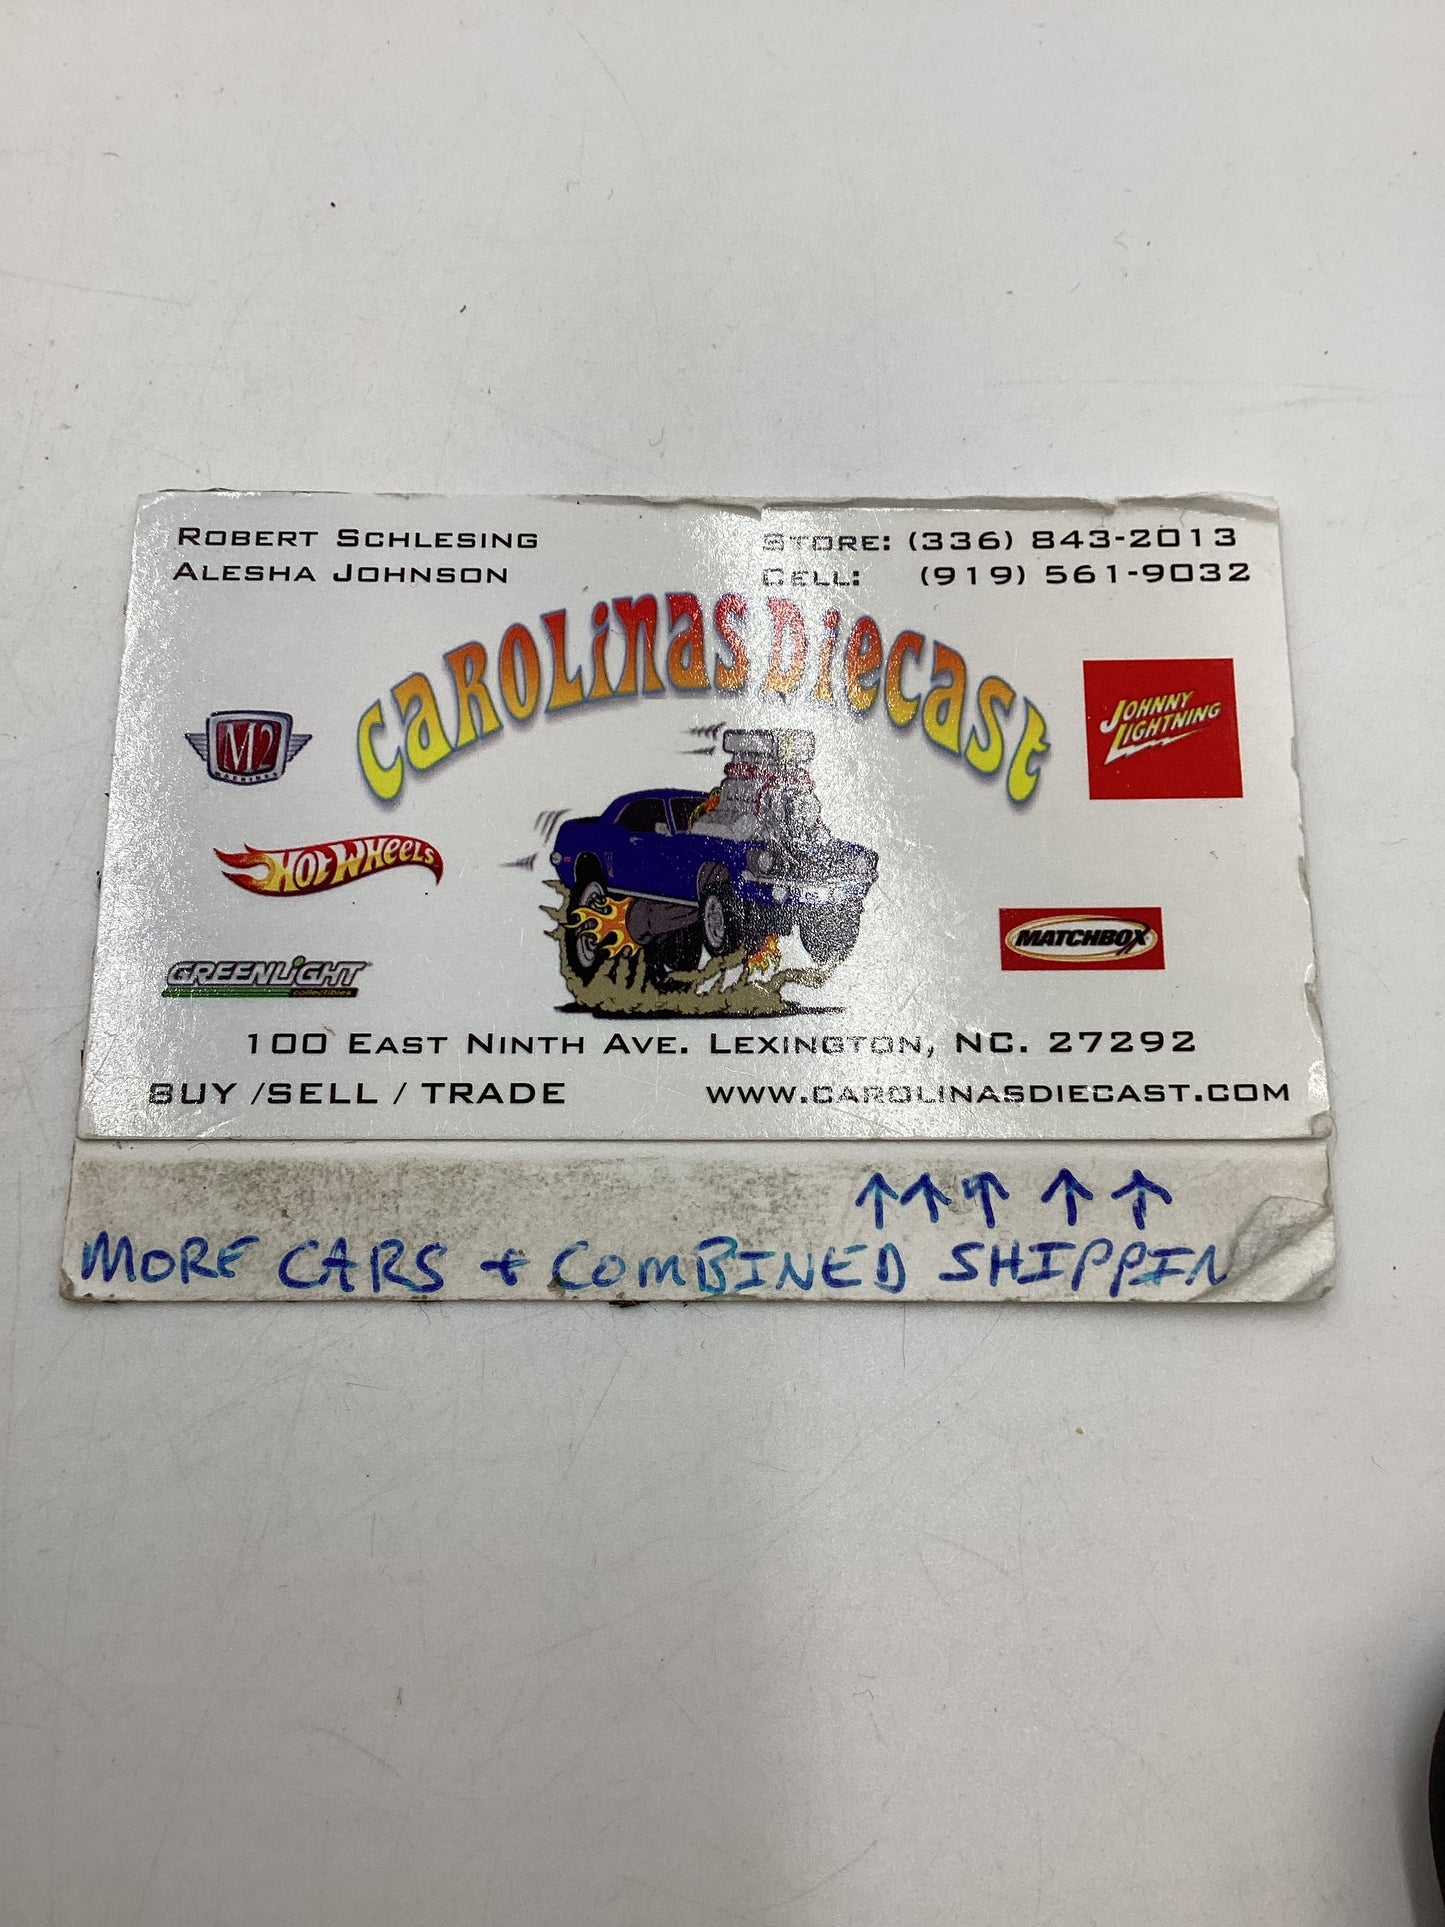 ROBERT SCHLESING
ALESHA JOHNSON
STORE: (336) 843-2013
CELL: (919) 561-9032
CAROLINAS DIECAST
M2
MACHINES
JOHNNY
LIGHTNING
HOT WHEELS
MATCHBOX
GREENLIGHT
collectibles
100 EAST NINTH AVE. LEXINGTON, NC. 27292
BUY /SELL / TRADE
WWW.CAROLINASDIECAST.COM
↑↑↑↑↑
MORE CARS + COMBINED SHIPPIN